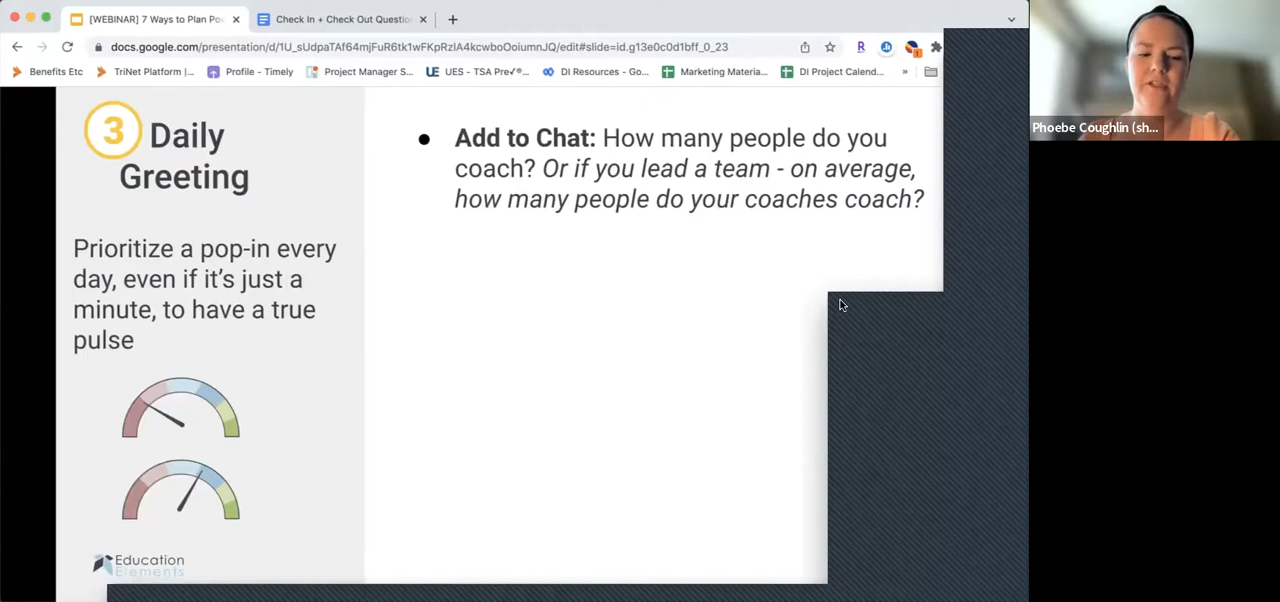 [WEBINAR] 7 Ways to Plan Po
Check In + Check Out Questio
docs.google.com/presentation/d/1U_sUdpaTAf64mjFuR6tk1wFKpRzIA4kcwboOoiumnJQ/edit#slide=id.g13e0c0d1bff_0_23
Benefits Etc
TriNet Platform |...
Profile - Timely
Project Manager S...
UES - TSA Pre✓®...
DI Resources - Go...
Marketing Materia...
DI Project Calend...
»
3 Daily
Greeting
Prioritize a pop-in every
day, even if it's just a
minute, to have a true
pulse
Education
Elements
● Add to Chat: How many people do you
coach? Or if you lead a team - on average,
how many people do your coaches coach?
Phoebe Coughlin (sh...